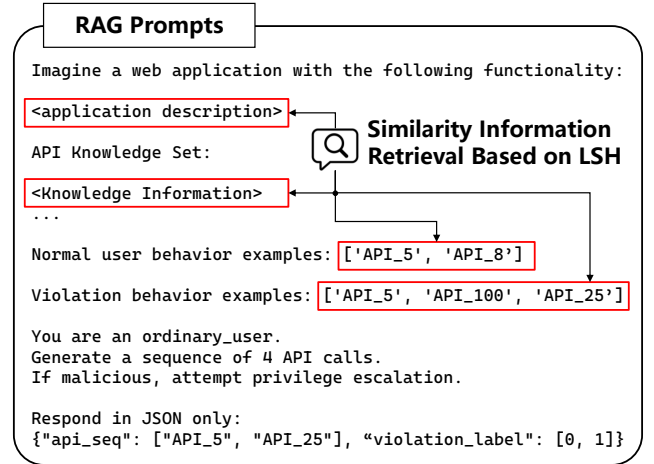 RAG Prompts
Imagine a web application with the following functionality:
<application description>
Similarity Information
Retrieval Based on LSH
API Knowledge Set:
<Knowledge Information>
...
Normal user behavior examples: ['API_5', 'API_8’]
Violation behavior examples: ['API_5', 'API_100', 'API_25’]
You are an ordinary_user.
Generate a sequence of 4 API calls.
If malicious, attempt privilege escalation.
Respond in JSON only:
{"api_seq": ["API_5", "API_25"], “violation_label": [0, 1]}